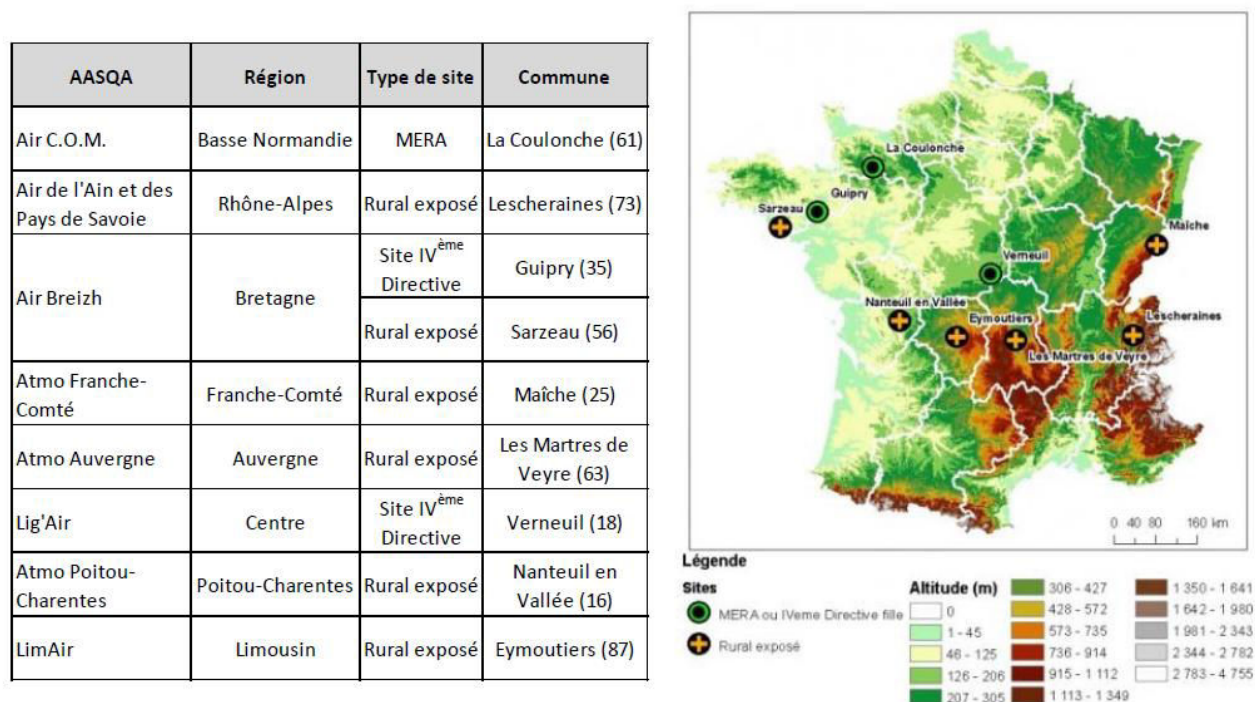 AASQA Région Type de site Commune
Air C.O.M. Basse Normandie MERA La Coulonche (61)
Air de l'Ain et des
Pays de Savoie
Rhône-Alpes Rural exposé Lescheraines (73)
Air Breizh
Bretagne
Site IVème
Directive
Guipry (35)
Rural exposé Sarzeau (56)
Atmo Franche-
Comté
Franche-Comté Rural exposé Maîche (25)
Atmo Auvergne Auvergne Rural exposé
Les Martres de
Veyre (63)
Lig'Air Centre
Site IVème
Directive
Verneuil (18)
Atmo Poitou-
Charentes
Poitou-Charentes Rural exposé
Nanteuil en
Vallée (16)
LimAir Limousin Rural exposé Eymoutiers (87)
La Coulonche
Guipry
Sarzeau
Maîche
Verneuil
Nanteuil en Vallée
Eymoutiers
Lescheraines
Les Martres de Veyre
0 40 80 160 km
Légende
Sites
MERA ou IVeme Directive fille
Rural exposé
Altitude (m)
0
1 - 45
46 - 125
126 - 206
207 - 305
306 - 427
428 - 572
573 - 735
736 - 914
915 - 1 112
1 113 - 1 349
1 350 - 1 641
1 642 - 1 980
1 981 - 2 343
2 344 - 2 782
2 783 - 4 755